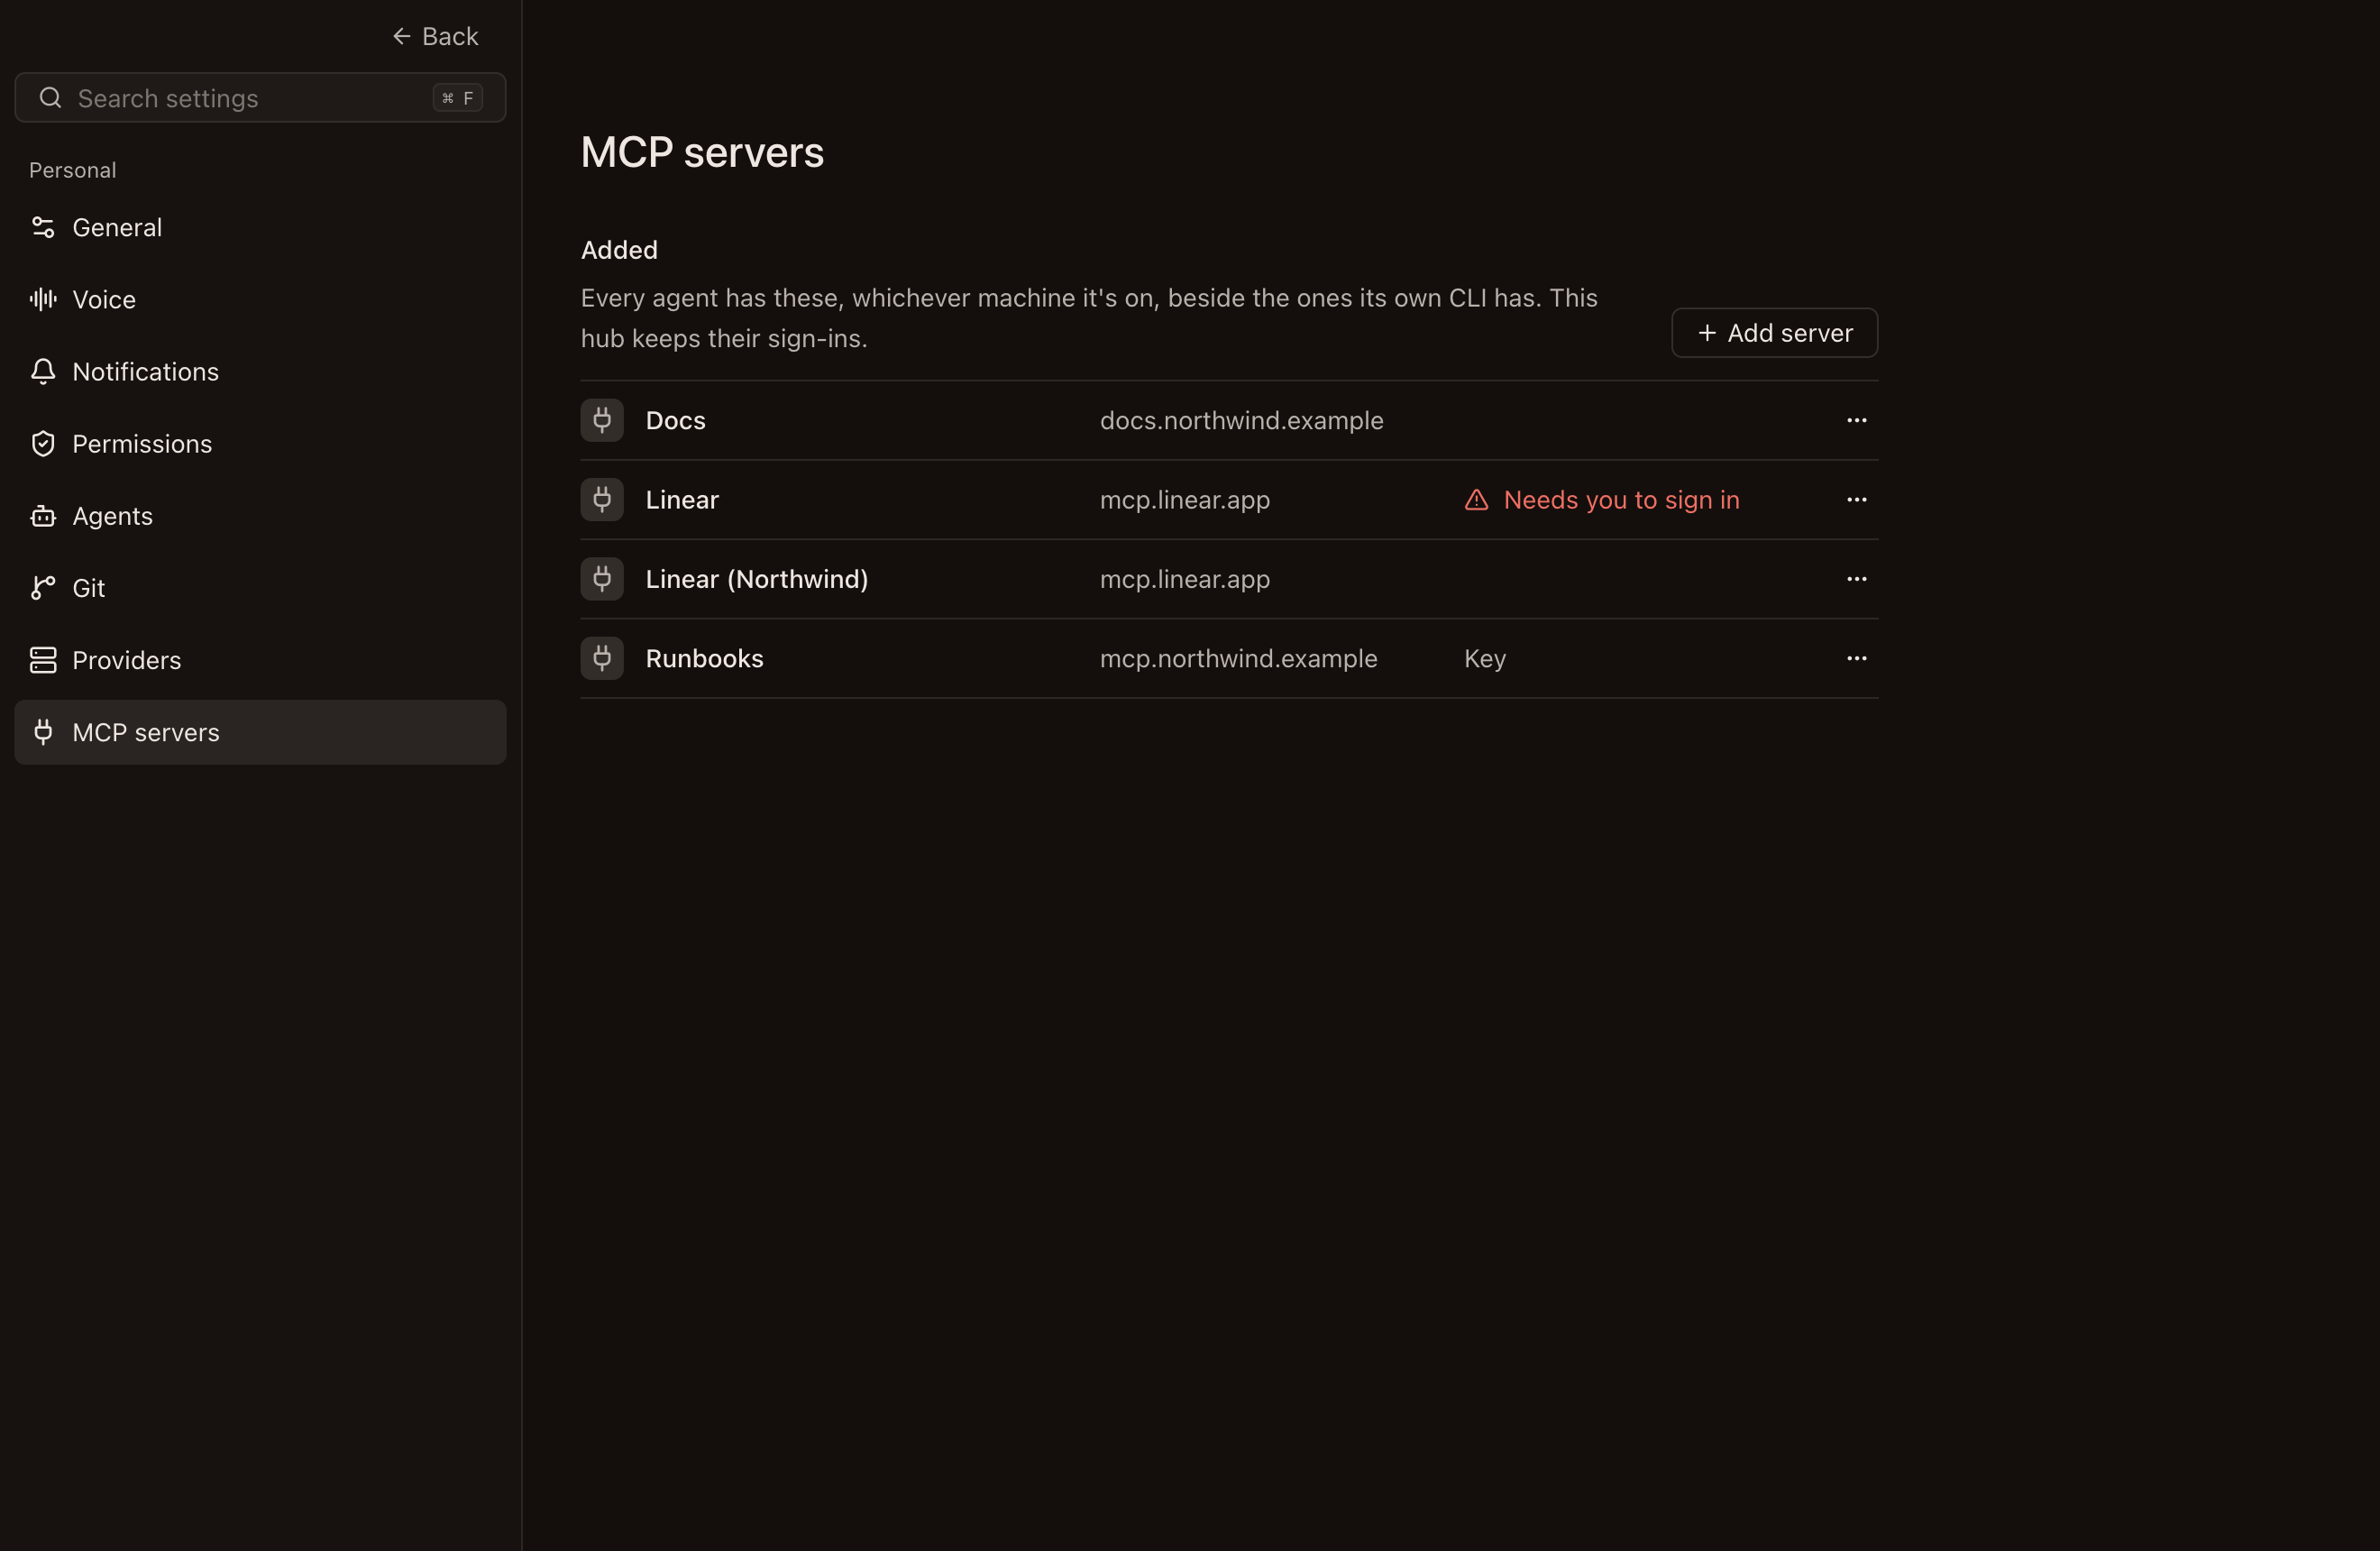 Back
Search settings
⌘ F
Personal
General
Voice
Notifications
Permissions
Agents
Git
Providers
MCP servers
MCP servers
Added
Every agent has these, whichever machine it's on, beside the ones its own CLI has. This
hub keeps their sign-ins.
Add server
Docs docs.northwind.example
Linear mcp.linear.app Needs you to sign in
Linear (Northwind) mcp.linear.app
Runbooks mcp.northwind.example Key